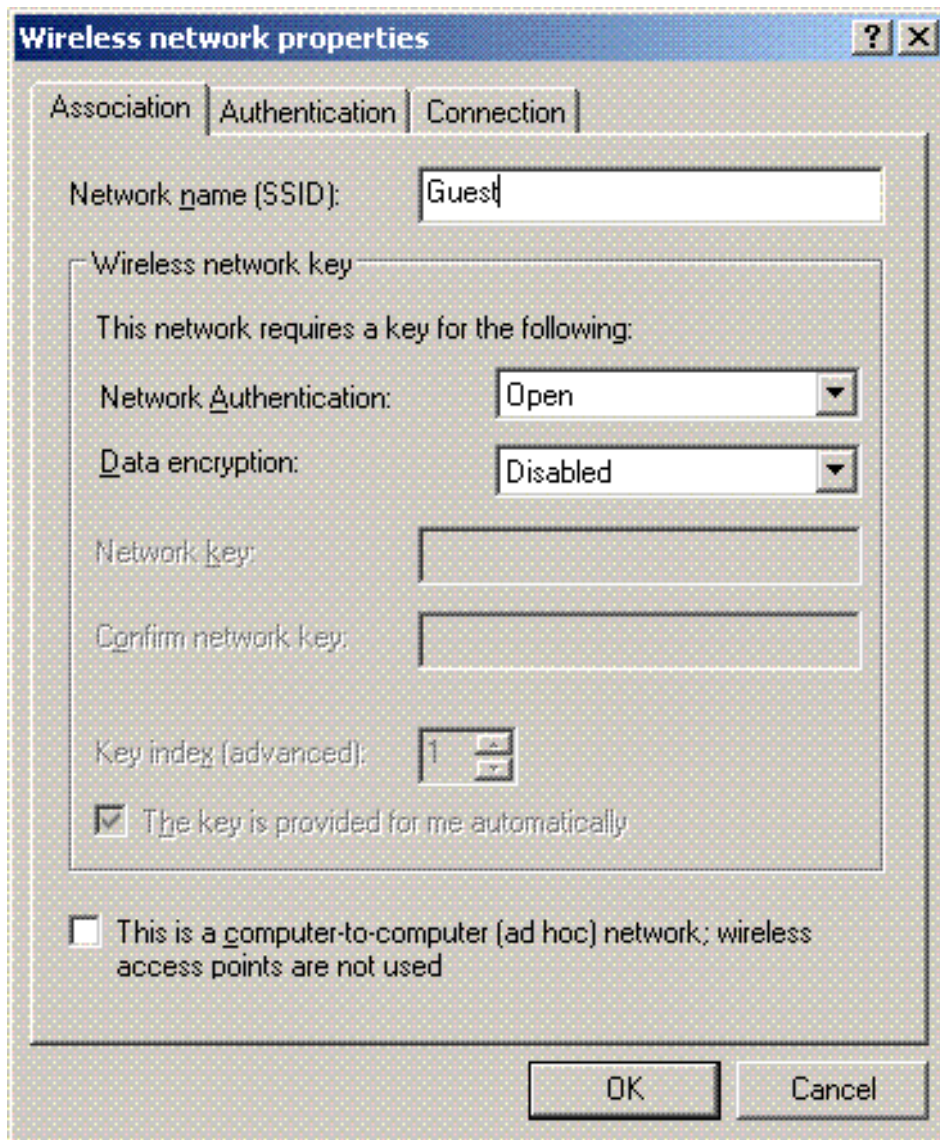 Wireless network properties
Association Authentication Connection
Network name (SSID): Guest
Wireless network key
This network requires a key for the following:
Network Authentication: Open
Data encryption: Disabled
Network key:
Confirm network key:
Key index (advanced): 1
The key is provided for me automatically
This is a computer-to-computer (ad hoc) network; wireless
access points are not used
OK Cancel